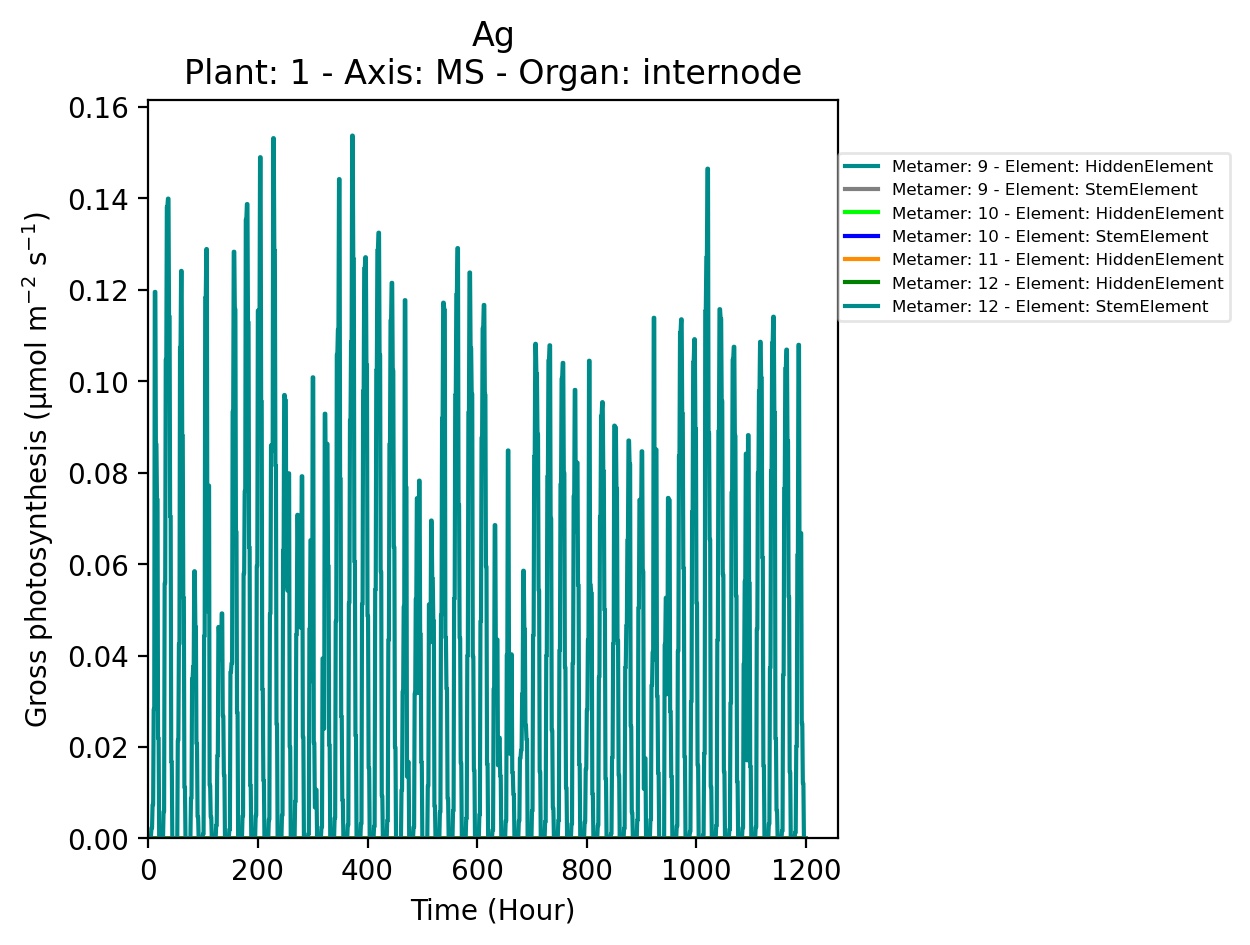 Ag
Plant: 1 - Axis: MS - Organ: internode
0.16
0.14
0.12
0.10
0.08
0.06
0.04
0.02
0.00
Gross photosynthesis (µmol m⁻² s⁻¹)
0 200 400 600 800 1000 1200
Time (Hour)
Metamer: 9 - Element: HiddenElement
Metamer: 9 - Element: StemElement
Metamer: 10 - Element: HiddenElement
Metamer: 10 - Element: StemElement
Metamer: 11 - Element: HiddenElement
Metamer: 12 - Element: HiddenElement
Metamer: 12 - Element: StemElement